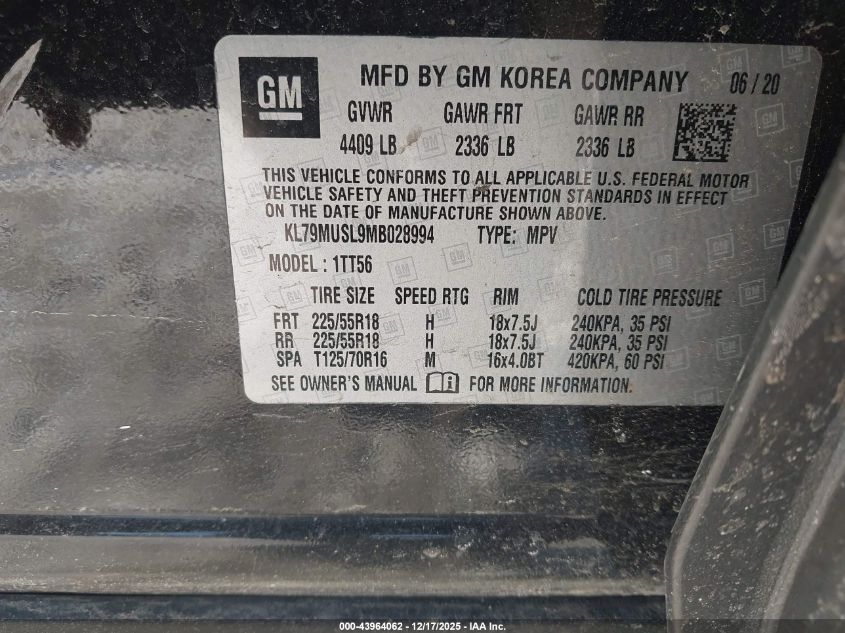 GM
MFD BY GM KOREA COMPANY 06/20
GVWR GAWR FRT GAWR RR
4409 LB 2336 LB 2336 LB
THIS VEHICLE CONFORMS TO ALL APPLICABLE U.S. FEDERAL MOTOR
VEHICLE SAFETY AND THEFT PREVENTION STANDARDS IN EFFECT
ON THE DATE OF MANUFACTURE SHOWN ABOVE.
KL79MUSL9MB028994 TYPE: MPV
MODEL : 1TT56
TIRE SIZE SPEED RTG RIM COLD TIRE PRESSURE
FRT 225/55R18 H 18x7.5J 240KPA, 35 PSI
RR 225/55R18 H 18x7.5J 240KPA, 35 PSI
SPA T125/70R16 M 16x4.0BT 420KPA, 60 PSI
SEE OWNER'S MANUAL FOR MORE INFORMATION.
000-43964062 - 12/17/2025 - IAA Inc.